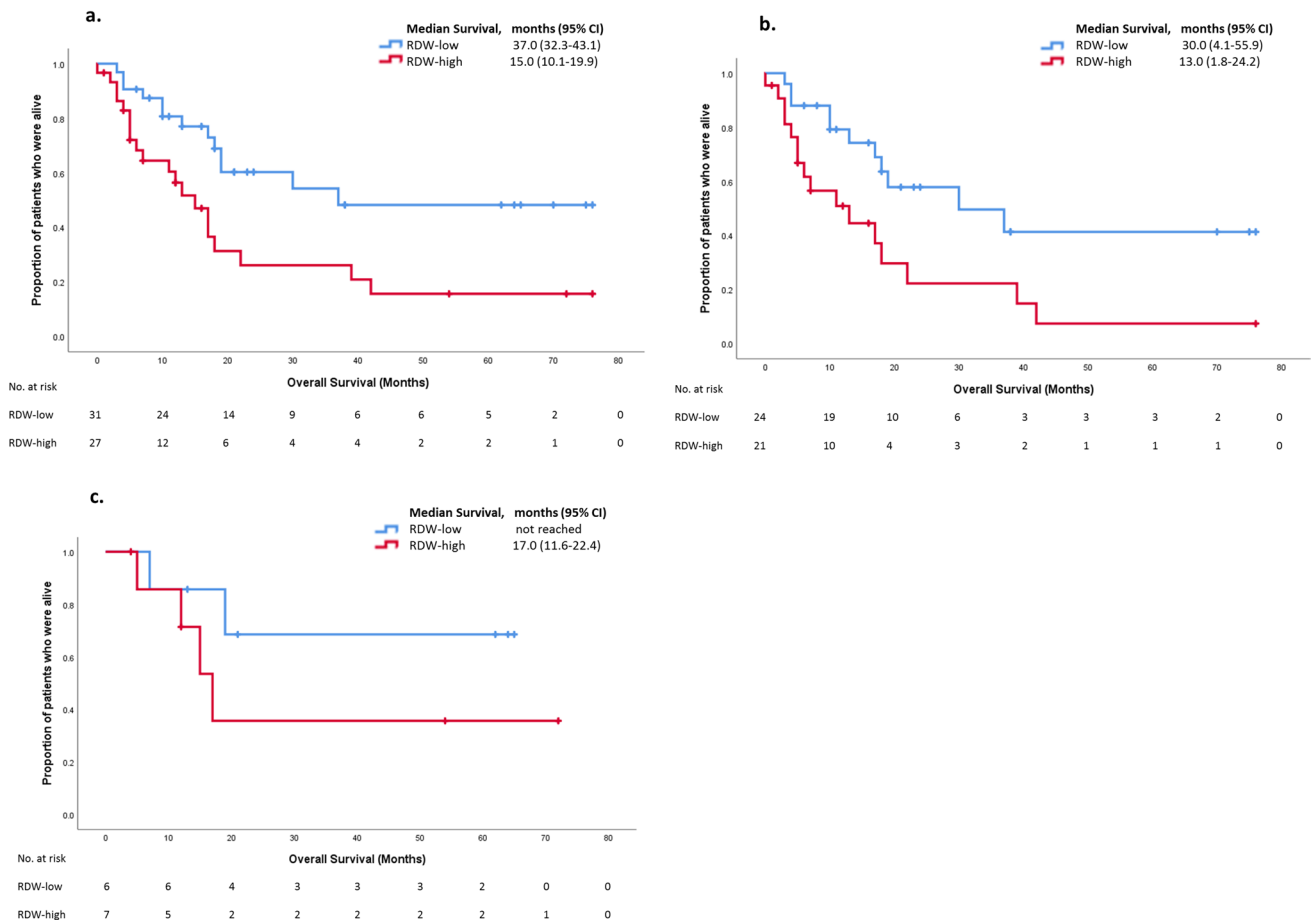 a.
Median Survival, months (95% CI)
RDW-low 37.0 (32.3-43.1)
RDW-high 15.0 (10.1-19.9)
Proportion of patients who were alive
1.0
0.8
0.6
0.4
0.2
0.0
0 10 20 30 40 50 60 70 80
Overall Survival (Months)
No. at risk
RDW-low 31 24 14 9 6 6 5 2 0
RDW-high 27 12 6 4 4 2 2 1 0
b.
Median Survival, months (95% CI)
RDW-low 30.0 (4.1-55.9)
RDW-high 13.0 (1.8-24.2)
Proportion of patients who were alive
1.0
0.8
0.6
0.4
0.2
0.0
0 10 20 30 40 50 60 70 80
Overall Survival (Months)
No. at risk
RDW-low 24 19 10 6 3 3 3 2 0
RDW-high 21 10 4 3 2 1 1 1 0
c.
Median Survival, months (95% CI)
RDW-low not reached
RDW-high 17.0 (11.6-22.4)
Proportion of patients who were alive
1.0
0.8
0.6
0.4
0.2
0.0
0 10 20 30 40 50 60 70 80
Overall Survival (Months)
No. at risk
RDW-low 6 6 4 3 3 3 2 0 0
RDW-high 7 5 2 2 2 2 2 1 0